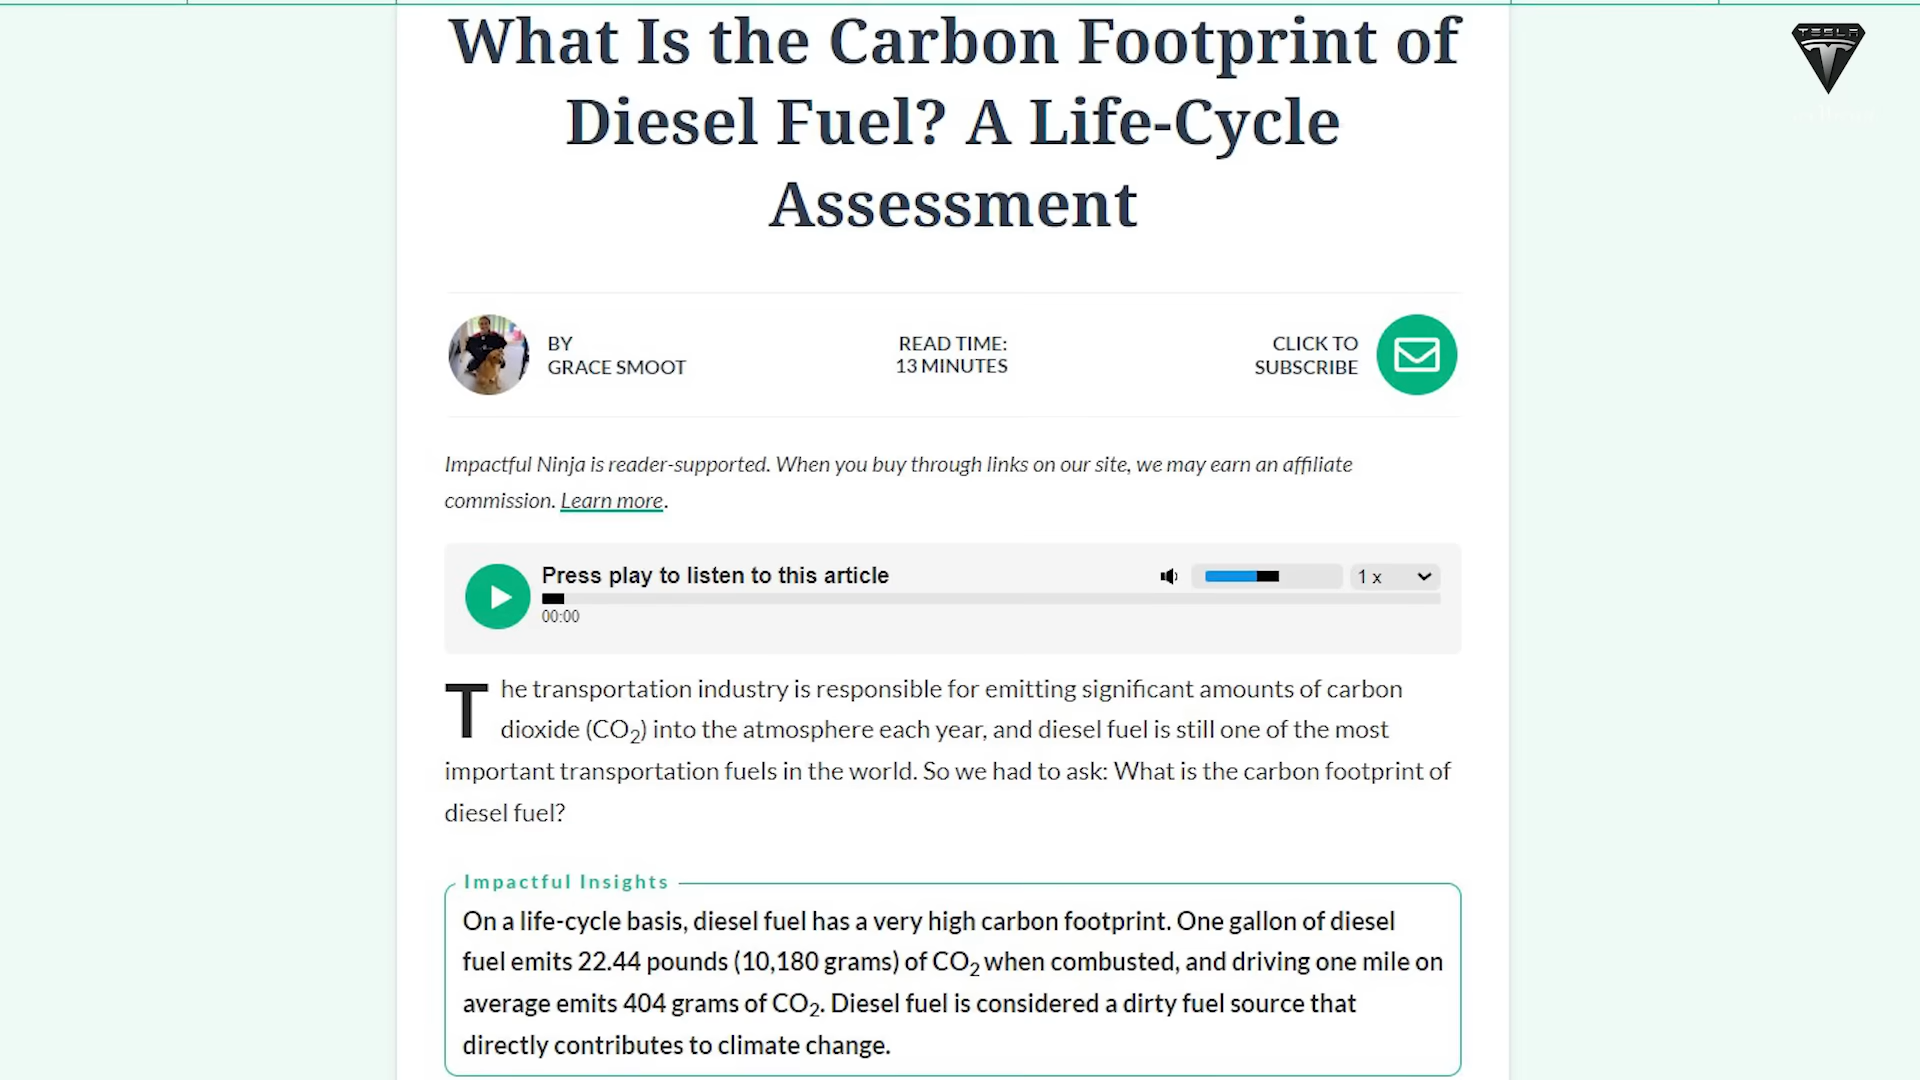 What Is the Carbon Footprint of
Diesel Fuel? A Life-Cycle
Assessment
TESLA
BY
GRACE SMOOT
READ TIME:
13 MINUTES
CLICK TO
SUBSCRIBE
Impactful Ninja is reader-supported. When you buy through links on our site, we may earn an affiliate
commission. Learn more.
Press play to listen to this article
1 x
00:00
The transportation industry is responsible for emitting significant amounts of carbon
dioxide (CO2) into the atmosphere each year, and diesel fuel is still one of the most
important transportation fuels in the world. So we had to ask: What is the carbon footprint of
diesel fuel?
Impactful Insights
On a life-cycle basis, diesel fuel has a very high carbon footprint. One gallon of diesel
fuel emits 22.44 pounds (10,180 grams) of CO2 when combusted, and driving one mile on
average emits 404 grams of CO2. Diesel fuel is considered a dirty fuel source that
directly contributes to climate change.